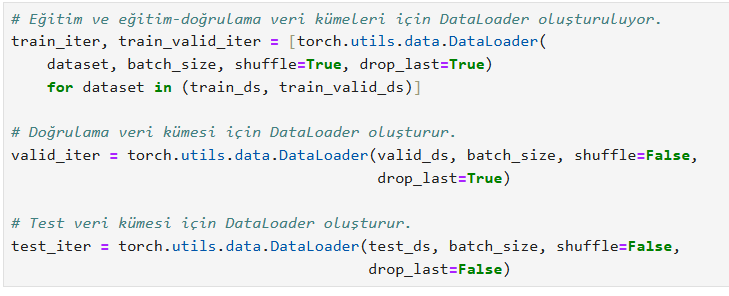 # Eğitim ve eğitim-doğrulama veri kümeleri için DataLoader oluşturuluyor.
train_iter, train_valid_iter = [torch.utils.data.DataLoader(
    dataset, batch_size, shuffle=True, drop_last=True)
    for dataset in (train_ds, train_valid_ds)]

# Doğrulama veri kümesi için DataLoader oluşturur.
valid_iter = torch.utils.data.DataLoader(valid_ds, batch_size, shuffle=False,
                                         drop_last=True)

# Test veri kümesi için DataLoader oluşturur.
test_iter = torch.utils.data.DataLoader(test_ds, batch_size, shuffle=False,
                                        drop_last=False)